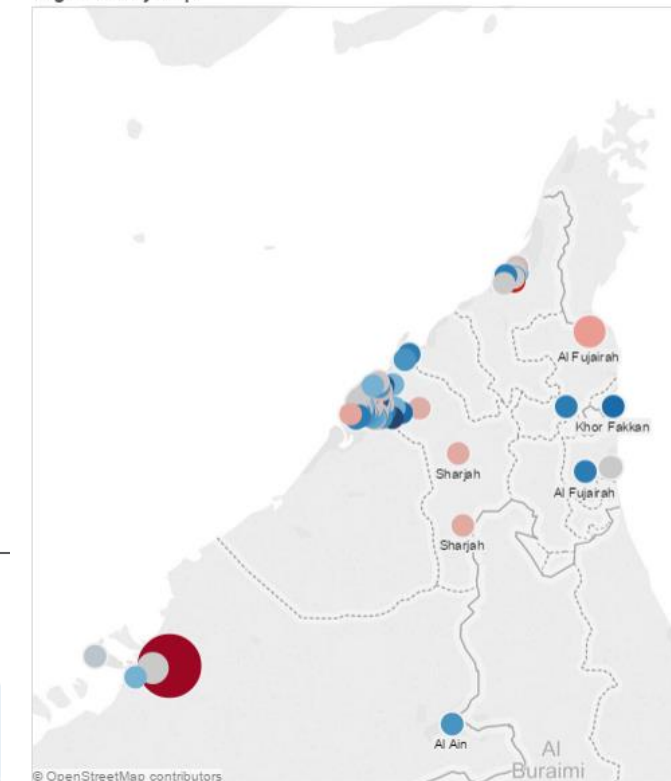 Al Fujairah
Khor Fakkan
Sharjah
Al Fujairah
Sharjah
Al Ain
Al
Buraimi
© OpenStreetMap contributors